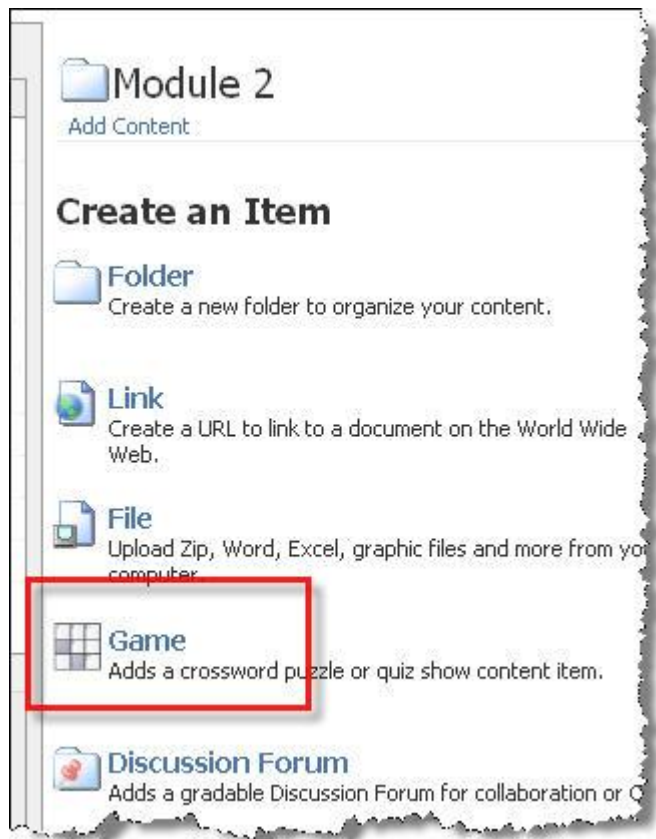 Module 2
Add Content
Create an Item
Folder
Create a new folder to organize your content.
Link
Create a URL to link to a document on the World Wide
Web.
File
Upload Zip, Word, Excel, graphic files and more from
computer.
Game
Adds a crossword puzzle or quiz show content item.
Discussion Forum
Adds a gradable Discussion Forum for collaboration or